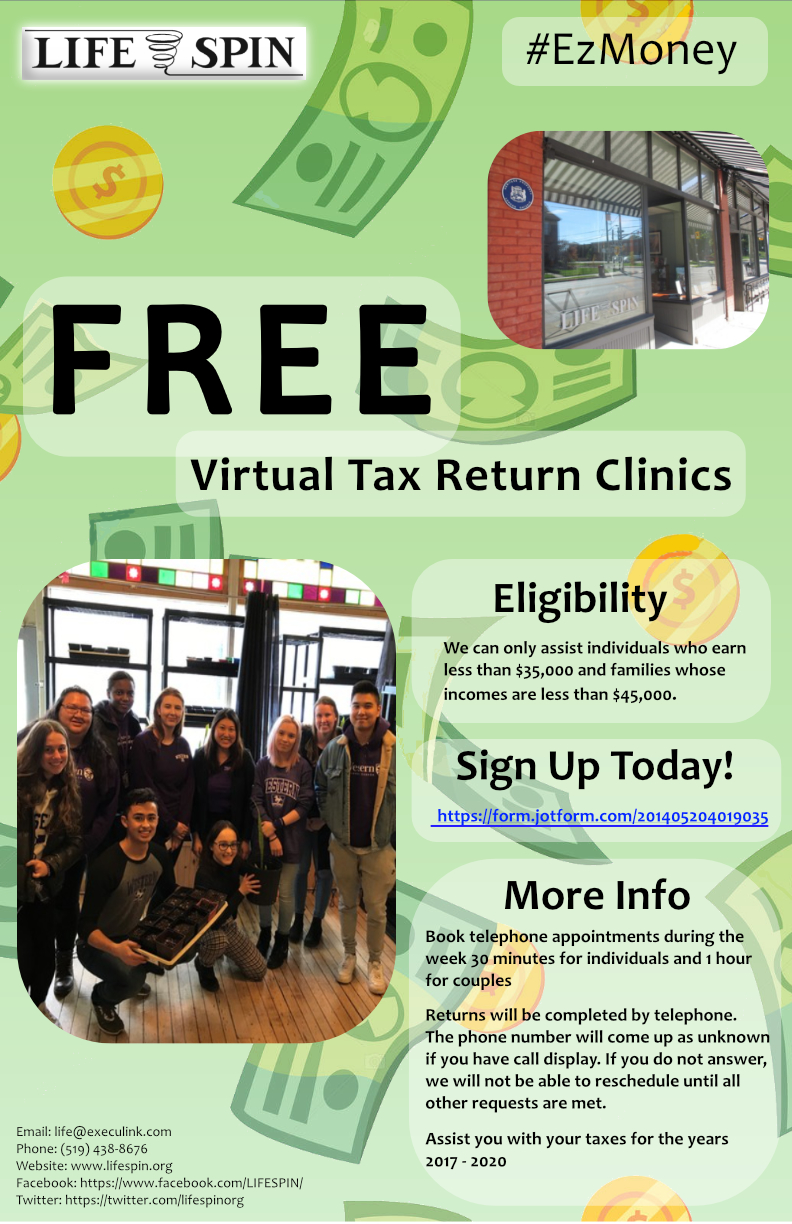 LIFE SPIN
#EzMoney
LIFE SPIN
FREE
Virtual Tax Return Clinics
Eligibility
We can only assist individuals who earn
less than $35,000 and families whose
incomes are less than $45,000.
Sign Up Today!
https://form.jotform.com/201405204019035
WESTERN
More Info
Book telephone appointments during the
week 30 minutes for individuals and 1 hour
for couples
Returns will be completed by telephone.
The phone number will come up as unknown
if you have call display. If you do not answer,
we will not be able to reschedule until all
other requests are met.
Assist you with your taxes for the years
2017 - 2020
Email: life@execulink.com
Phone: (519) 438-8676
Website: www.lifespin.org
Facebook: https://www.facebook.com/LIFESPIN/
Twitter: https://twitter.com/lifespinorg